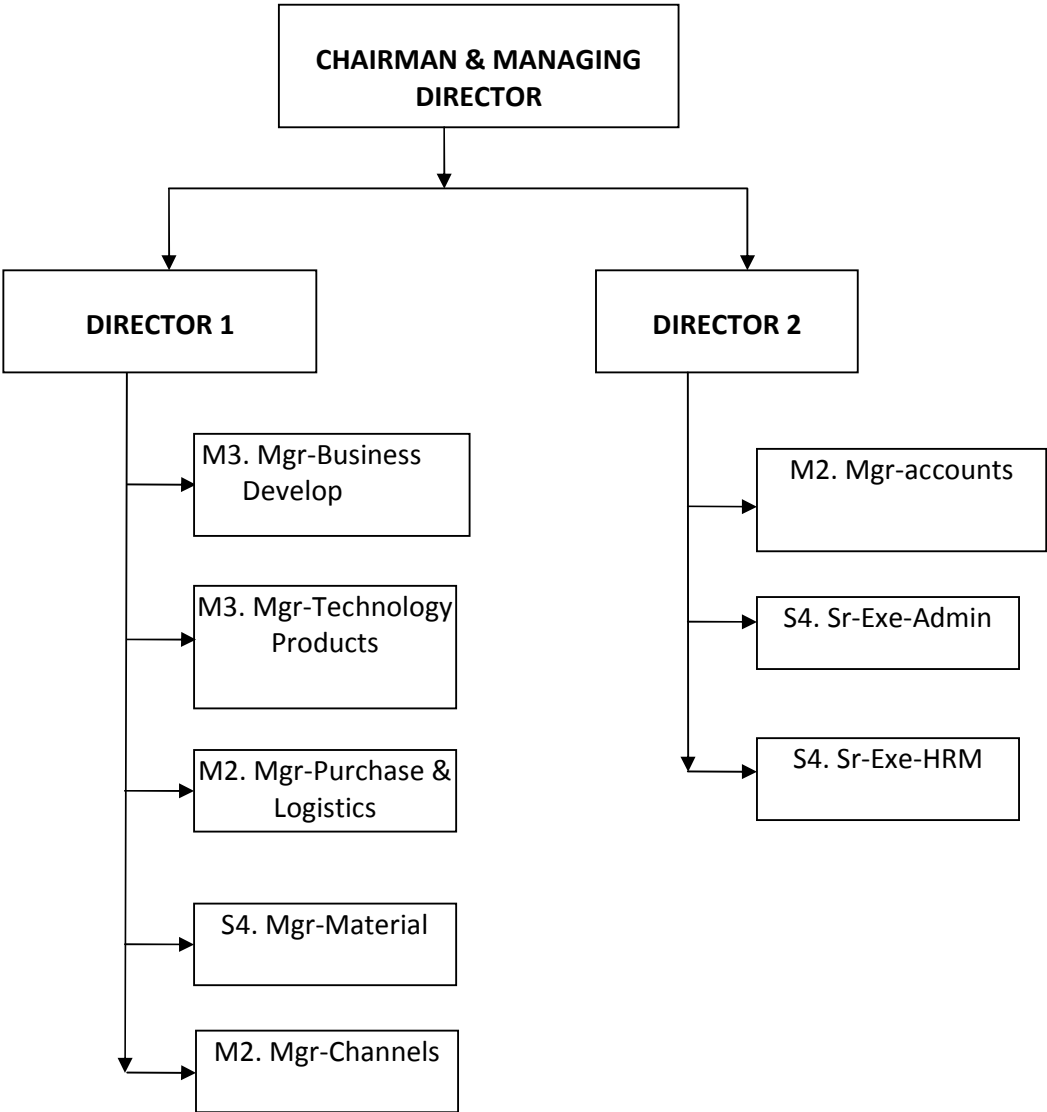 CHAIRMAN & MANAGING
DIRECTOR
DIRECTOR 1
DIRECTOR 2
M3. Mgr-Business
Develop
M3. Mgr-Technology
Products
M2. Mgr-Purchase &
Logistics
S4. Mgr-Material
M2. Mgr-Channels
M2. Mgr-accounts
S4. Sr-Exe-Admin
S4. Sr-Exe-HRM